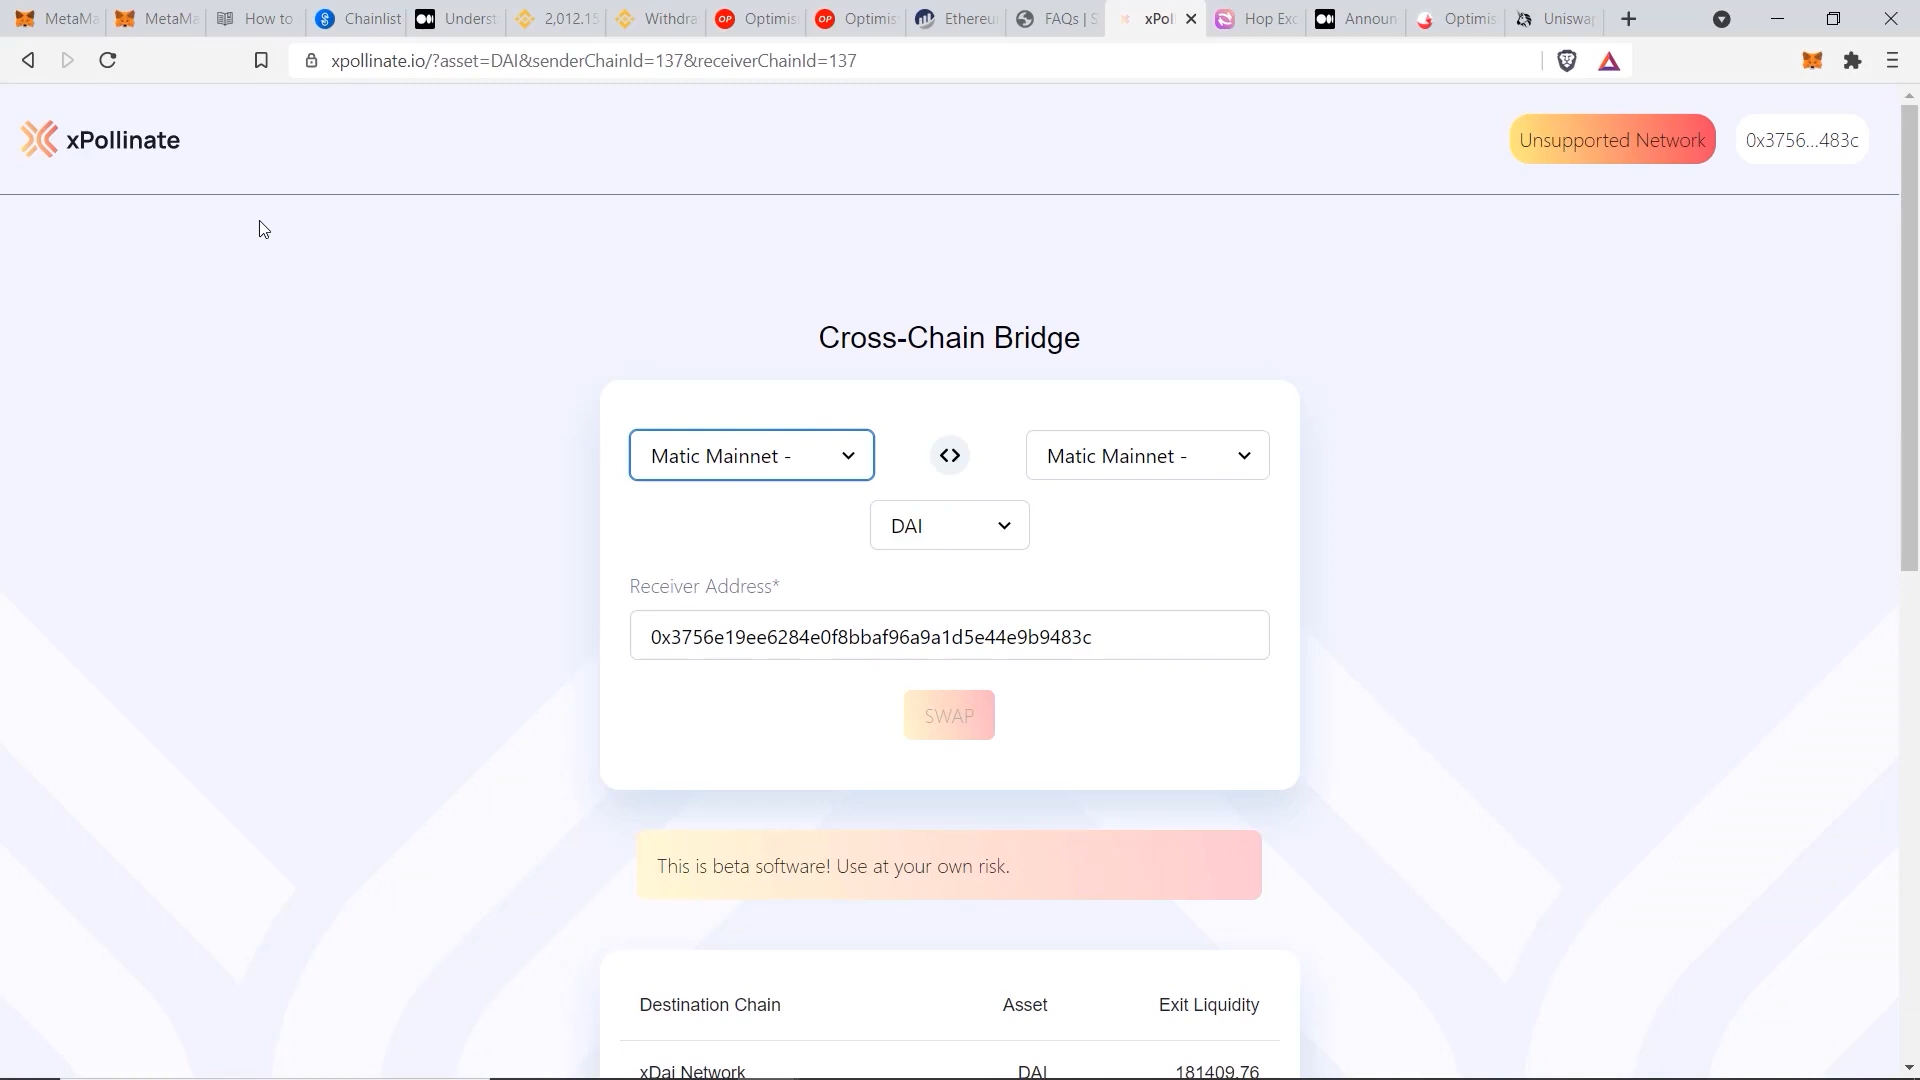 MetaMa
MetaMa
How to
Chainlist
Underst
2,012.15
Withdra
Optimis
Optimis
Ethereu
FAQs | S
xPol
Hop Exc
Announ
Optimis
Uniswap
xpollinate.io/?asset=DAI&senderChainId=137&receiverChainId=137
xPollinate
Unsupported Network
0x3756...483c
Cross-Chain Bridge
Matic Mainnet -
Matic Mainnet -
DAI
Receiver Address*
0x3756e19ee6284e0f8bbaf96a9a1d5e44e9b9483c
SWAP
This is beta software! Use at your own risk.
Destination Chain Asset Exit Liquidity
xDai Network DAI 181409.76